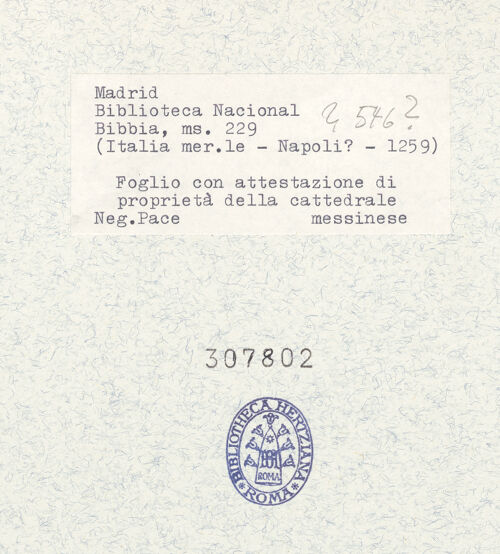 Madrid
Biblioteca Nacional
Bibbia, ms. 229
? 546?
(Italia mer.le - Napoli? - 1259)
Foglio con attestazione di
proprietà della cattedrale
Neg.Pace messinese
307802
BIBLIOTHECA HERTZIANA
ROMA
* ROMA *